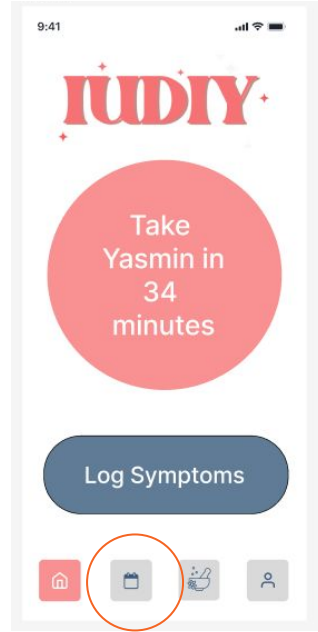 9:41
IUDIY
Take
Yasmin in
34
minutes
Log Symptoms